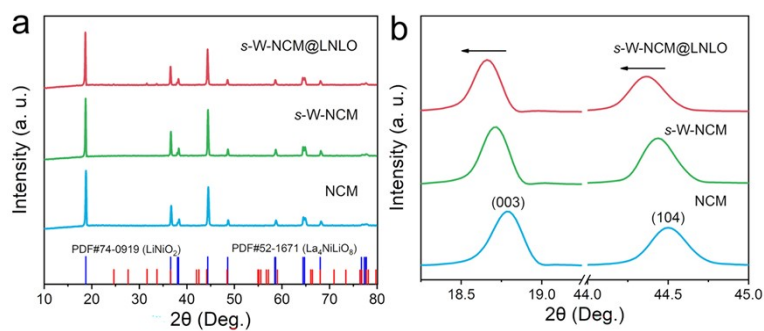 a
Intensity (a. u.)
s-W-NCM@LNLO
s-W-NCM
NCM
PDF#74-0919 (LiNiO₂)
PDF#52-1671 (La₄NiLiO₈)
10 20 30 40 50 60 70 80
2θ (Deg.)
b
Intensity (a. u.)
s-W-NCM@LNLO
s-W-NCM
NCM
(003)
(104)
18.5 19.0 44.0 44.5 45.0
2θ (Deg.)